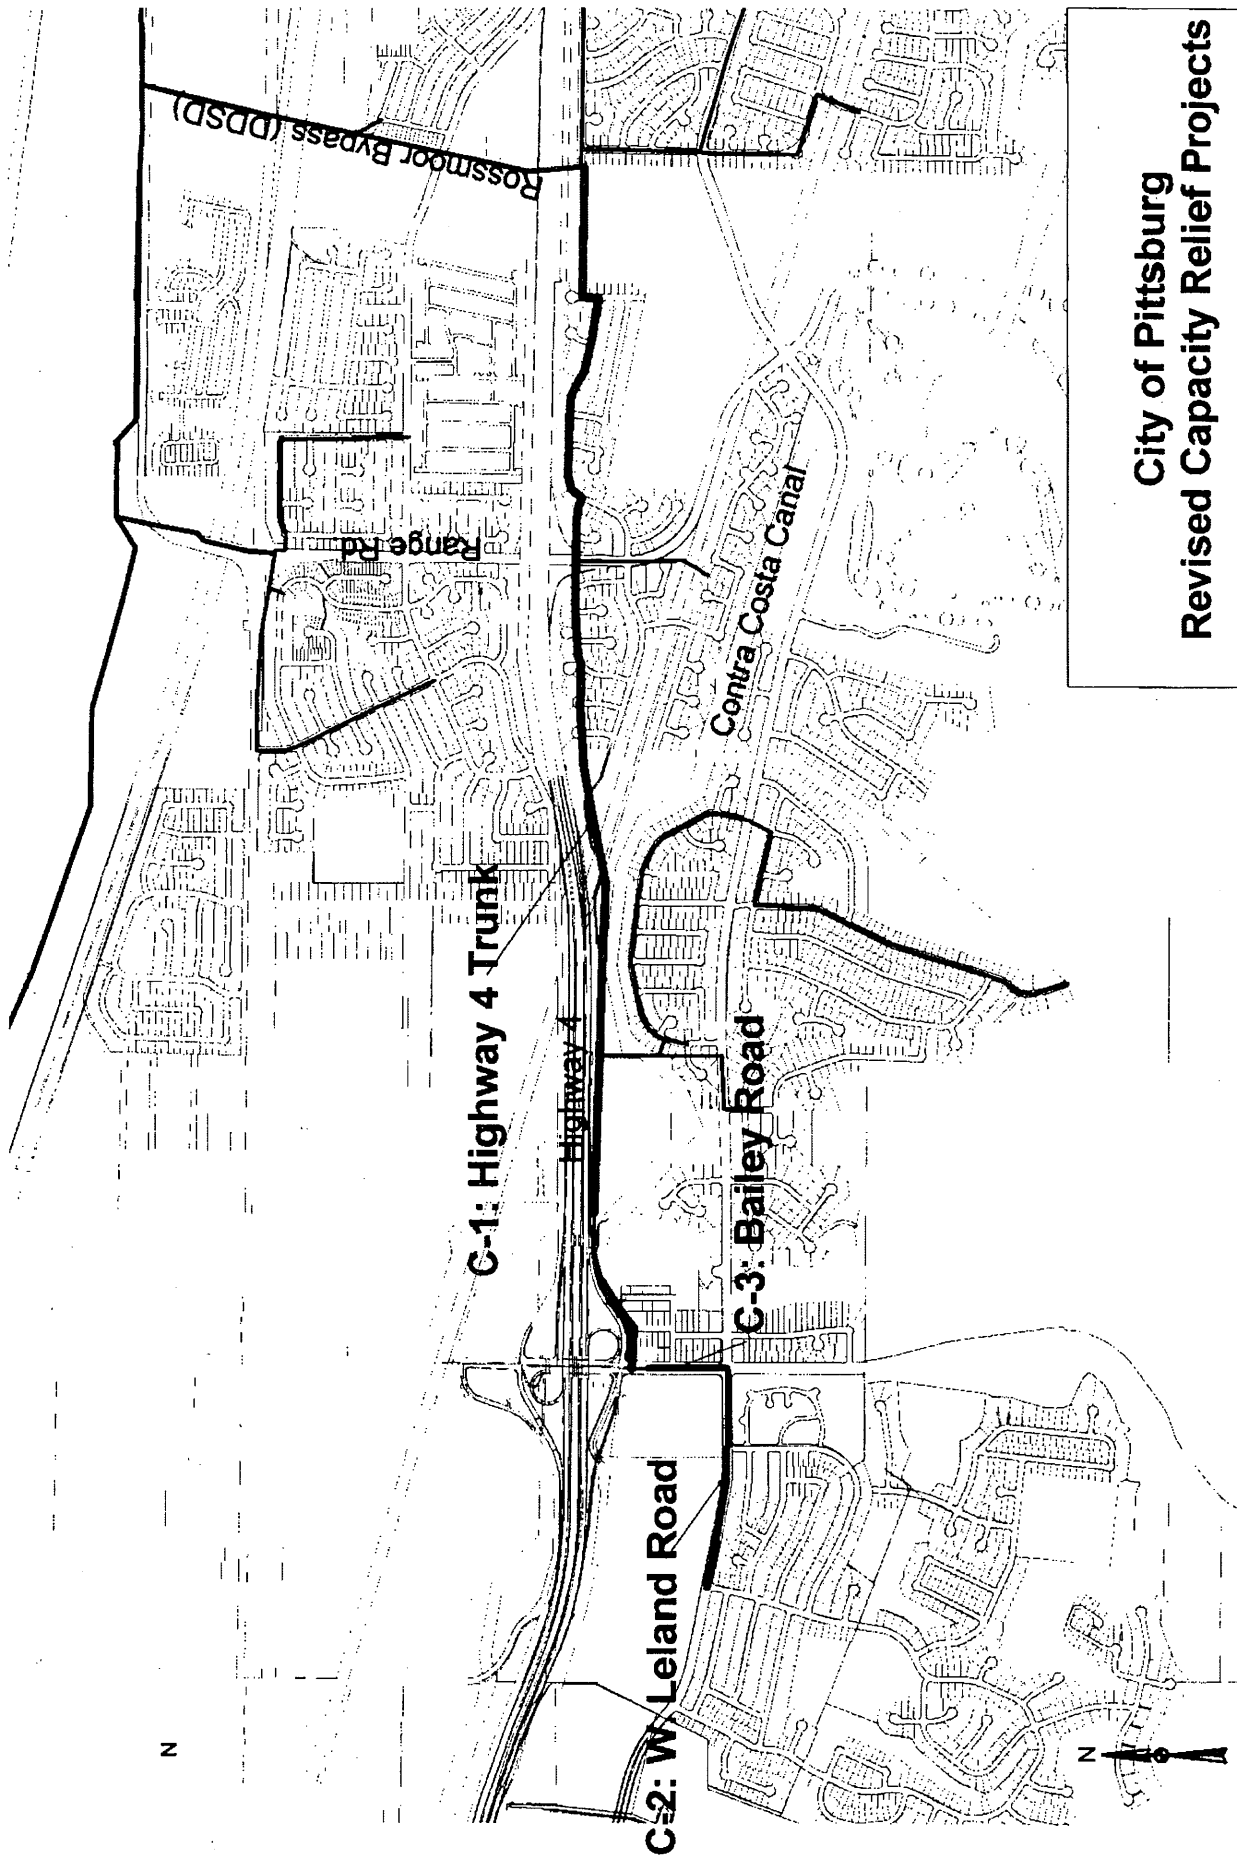 Rossmoor Bypass (DDSD)
Range Rd.
Contra Costa Canal
C-1: Highway 4 Trunk
Highway 4
C-3: Bailey Road
C-2: W. Leland Road
N
N
City of Pittsburg
Revised Capacity Relief Projects